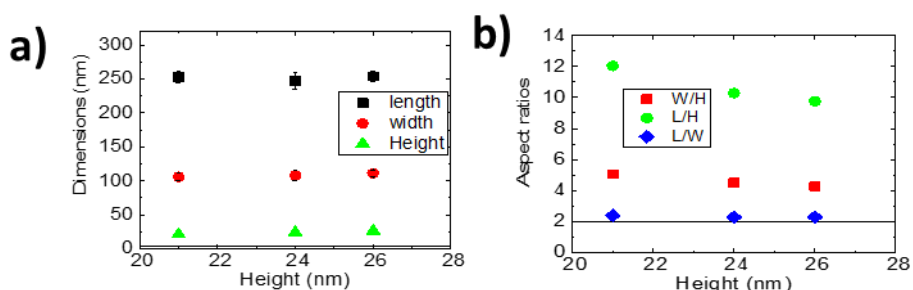 a)
300
250
200
150
100
50
0
Dimensions (nm)
length
width
Height
20 22 24 26 28
Height (nm)
b)
14
12
10
8
6
4
2
0
Aspect ratios
W/H
L/H
L/W
20 22 24 26 28
Height (nm)